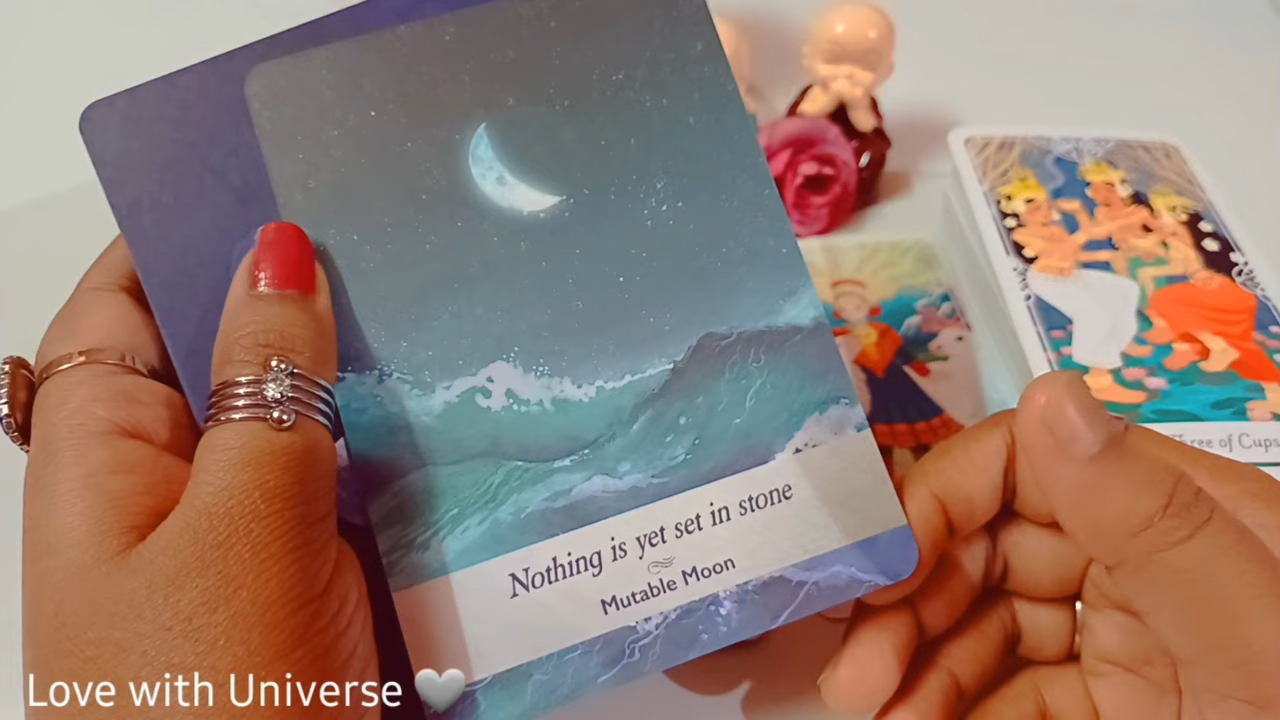 Nothing is yet set in stone
Mutable Moon
Three of Cups
Love with Universe 🤍